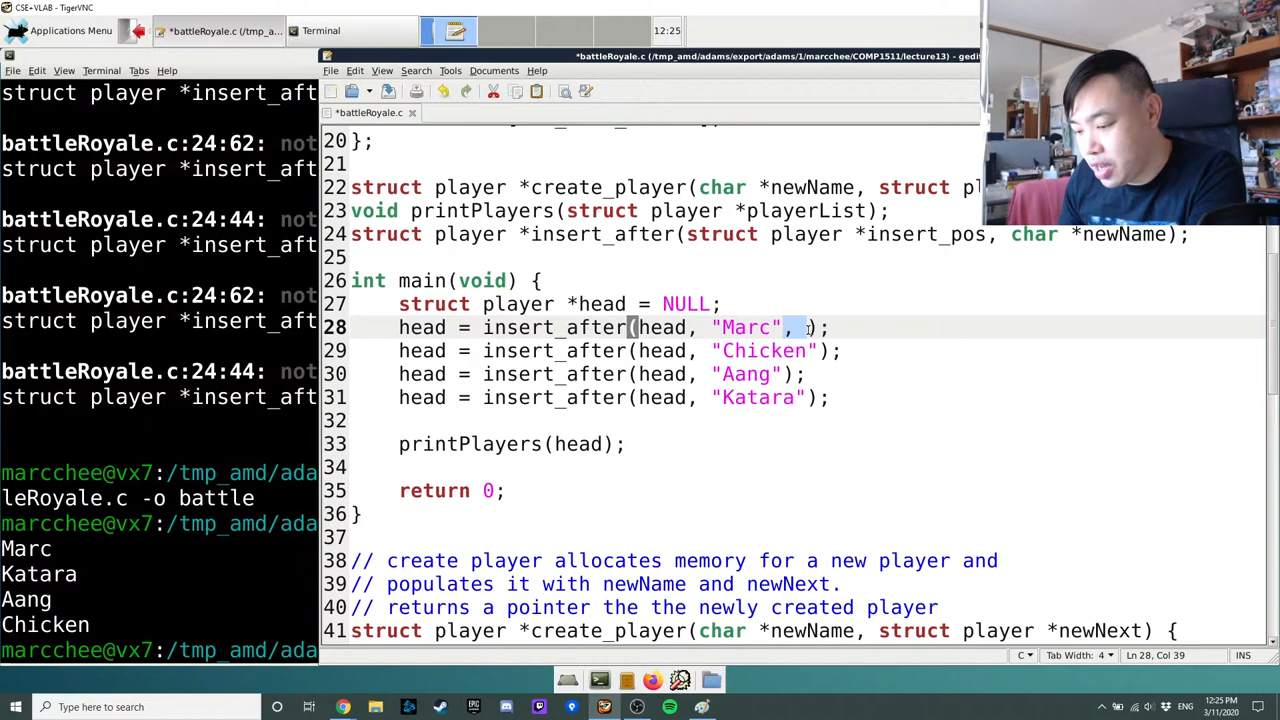 CSE+VLAB - TigerVNC
Applications Menu
*battleRoyale.c (/tmp_a...
Terminal
12:25
*battleRoyale.c (/tmp_amd/adams/export/adams/1/marcchee/COMP1511/lecture13) - gedit
File Edit View Terminal Tabs Help
File Edit View Search Tools Documents Help
*battleRoyale.c
struct player *insert_aft
battleRoyale.c:24:62: not
struct player *insert_aft
battleRoyale.c:24:44: not
struct player *insert_aft
battleRoyale.c:24:62: not
struct player *insert_aft
battleRoyale.c:24:44: not
struct player *insert_aft
marcchee@vx7:/tmp_amd/ada
leRoyale.c -o battle
marcchee@vx7:/tmp_amd/ada
Marc
Katara
Aang
Chicken
marcchee@vx7:/tmp_amd/ada
20 };
21
22 struct player *create_player(char *newName, struct pl
23 void printPlayers(struct player *playerList);
24 struct player *insert_after(struct player *insert_pos, char *newName);
25
26 int main(void) {
27 struct player *head = NULL;
28 head = insert_after(head, "Marc", );
29 head = insert_after(head, "Chicken");
30 head = insert_after(head, "Aang");
31 head = insert_after(head, "Katara");
32
33 printPlayers(head);
34
35 return 0;
36 }
37
38 // create player allocates memory for a new player and
39 // populates it with newName and newNext.
40 // returns a pointer the the newly created player
41 struct player *create_player(char *newName, struct player *newNext) {
C Tab Width: 4 Ln 28, Col 39 INS
Type here to search
ENG
12:25 PM
3/11/2020